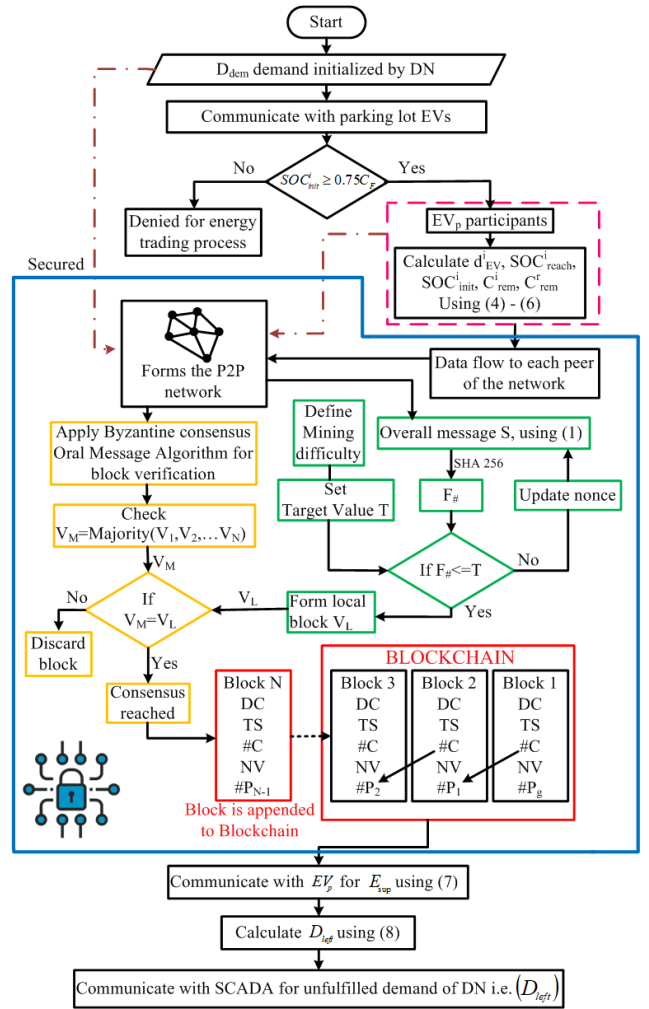 Start
D_dem demand initialized by DN
Communicate with parking lot EVs
No
SOC^i_init ≥ 0.75C_F
Yes
Denied for energy
trading process
EV_p participants
Calculate d^i_EV, SOC^i_reach,
SOC^i_init, C^i_rem, C^r_rem
Using (4) - (6)
Secured
Forms the P2P
network
Data flow to each peer
of the network
Apply Byzantine consensus
Oral Message Algorithm for
block verification
Define
Mining
difficulty
Overall message S, using (1)
SHA 256
Set
Target Value T
F_#
Update nonce
Check
V_M=Majority(V_1,V_2,…V_N)
V_M
If F_#<=T
No
Yes
No
If
V_M=V_L
V_L
Form local
block V_L
Discard
block
Yes
Consensus
reached
Block N
DC
TS
#C
NV
#P_N-1
Block is appended
to Blockchain
BLOCKCHAIN
Block 3
DC
TS
#C
NV
#P_2
Block 2
DC
TS
#C
NV
#P_1
Block 1
DC
TS
#C
NV
#P_g
Communicate with EV_p for E_sup using (7)
Calculate D_left using (8)
Communicate with SCADA for unfulfilled demand of DN i.e. (D_left)